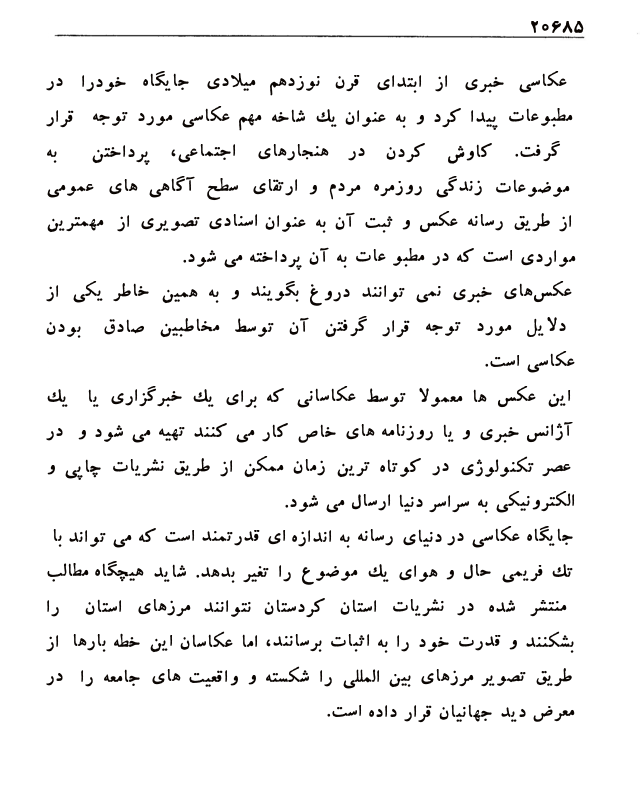 ۲۰۶۸۵
عکاسی خبری از ابتدای قرن نوزدهم میلادی جایگاه خودرا در
مطبوعات پیدا کرد و به عنوان یك شاخه مهم عکاسی مورد توجه قرار
گرفت. کاوش کردن در هنجارهای اجتماعی، پرداختن به
موضوعات زندگی روزمره مردم و ارتقای سطح آگاهی های عمومی
از طریق رسانه عکس و ثبت آن به عنوان اسنادی تصویری از مهمترین
مواردی است که در مطبو عات به آن پرداخته می شود.
عکس‌های خبری نمی توانند دروغ بگویند و به همین خاطر یکی از
دلایل مورد توجه قرار گرفتن آن توسط مخاطبین صادق بودن
عکاسی است.
این عکس ها معمولا توسط عکاسانی که برای یك خبرگزاری یا یك
آژانس خبری و یا روزنامه های خاص کار می کنند تهیه می شود و در
عصر تکنولوژی در کوتاه ترین زمان ممکن از طریق نشریات چاپی و
الکترونیکی به سراسر دنیا ارسال می شود.
جایگاه عکاسی در دنیای رسانه به اندازه ای قدرتمند است که می تواند با
تك فریمی حال و هوای یك موضوع را تغیر بدهد. شاید هیچگاه مطالب
منتشر شده در نشریات استان کردستان نتوانند مرزهای استان را
بشکنند و قدرت خود را به اثبات برسانند، اما عکاسان این خطه بارها از
طریق تصویر مرزهای بین المللی را شکسته و واقعیت های جامعه را در
معرض دید جهانیان قرار داده است.